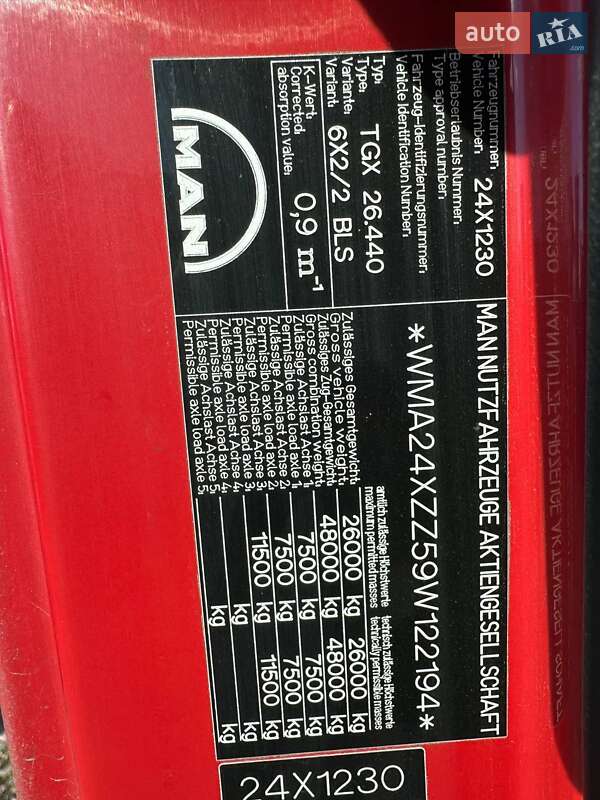 auto RIA.com
MAN
MAN NUTZFAHRZEUGE AKTIENGESELLSCHAFT
Fahrzeugnummer:
Vehicle Number: 24X1230
Betriebserlaubnis Nummer:
Type approval number:
Fahrzeug-Identifizierungsnummer:
Vehicle Identification Number:
*WMA24XZZ59W122194*
Typ:
Type: TGX 26.440
Variante:
Variant: 6X2/2 BLS
K-Wert:
Corrected:
absorption value: 0,9 m-1
amtlich zulässige Höchstwerte technisch zulässige Höchstwerte
maximum permitted masses technically permissible masses
Zulässiges Gesamtgewicht:
Gross vehicle Weight: 26000 kg 26000 kg
Zulässiges Zug-Gesamtgewicht:
Gross combination weight: 48000 kg 48000 kg
Zulässige Achslast Achse 1:
Permissible axle load axle 1: 7500 kg 7500 kg
Zulässige Achslast Achse 2:
Permissible axle load axle 2: 11500 kg 11500 kg
Zulässige Achslast Achse 3:
Permissible axle load axle 3: 7500 kg 7500 kg
Zulässige Achslast Achse 4:
Permissible axle load axle 4: kg kg
Zulässige Achslast Achse 5:
Permissible axle load axle 5: kg kg
24X1230